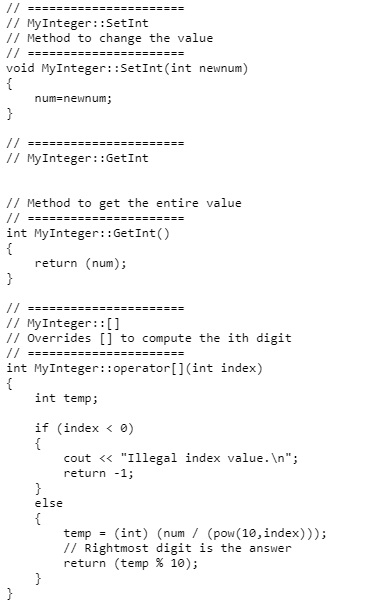 // ======================
// MyInteger::SetInt
// Method to change the value
// ======================
void MyInteger::SetInt(int newnum)
{
    num=newnum;
}

// ======================
// MyInteger::GetInt

// Method to get the entire value
// ======================
int MyInteger::GetInt()
{
    return (num);
}

// ======================
// MyInteger::[]
// Overrides [] to compute the ith digit
// ======================
int MyInteger::operator[](int index)
{
    int temp;

    if (index < 0)
    {
        cout << "Illegal index value.\n";
        return -1;
    }
    else
    {
        temp = (int) (num / (pow(10,index)));
        // Rightmost digit is the answer
        return (temp % 10);
    }
}